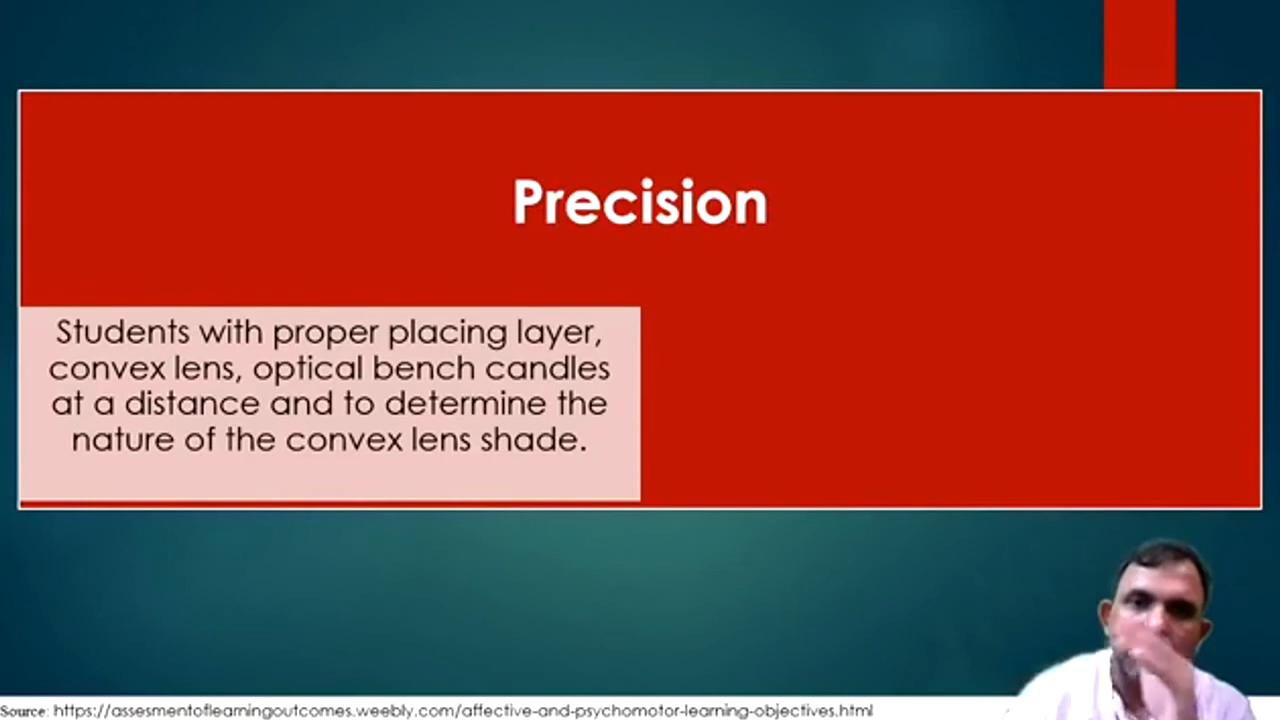 Precision
Students with proper placing layer,
convex lens, optical bench candles
at a distance and to determine the
nature of the convex lens shade.
Source: https://assesmentoflearningoutcomes.weebly.com/affective-and-psychomotor-learning-objectives.html